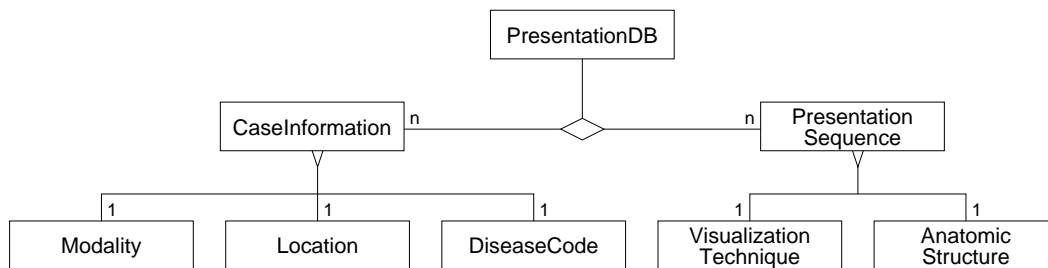 PresentationDB
CaseInformation
n
n
Presentation
Sequence
1
1
1
1
1
Modality
Location
DiseaseCode
Visualization
Technique
Anatomic
Structure